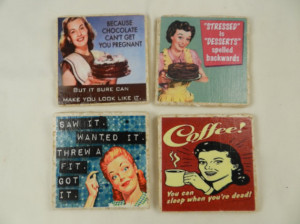 BECAUSE
CHOCOLATE
CAN'T GET
YOU PREGNANT
BUT IT SURE CAN
MAKE YOU LOOK LIKE IT.
"STRESSED"
is
"DESSERTS"
spelled
backwards
SAW IT.
WANTED IT.
THREW A
FIT.
GOT
IT.
Coffee!
You can
sleep when you're dead!